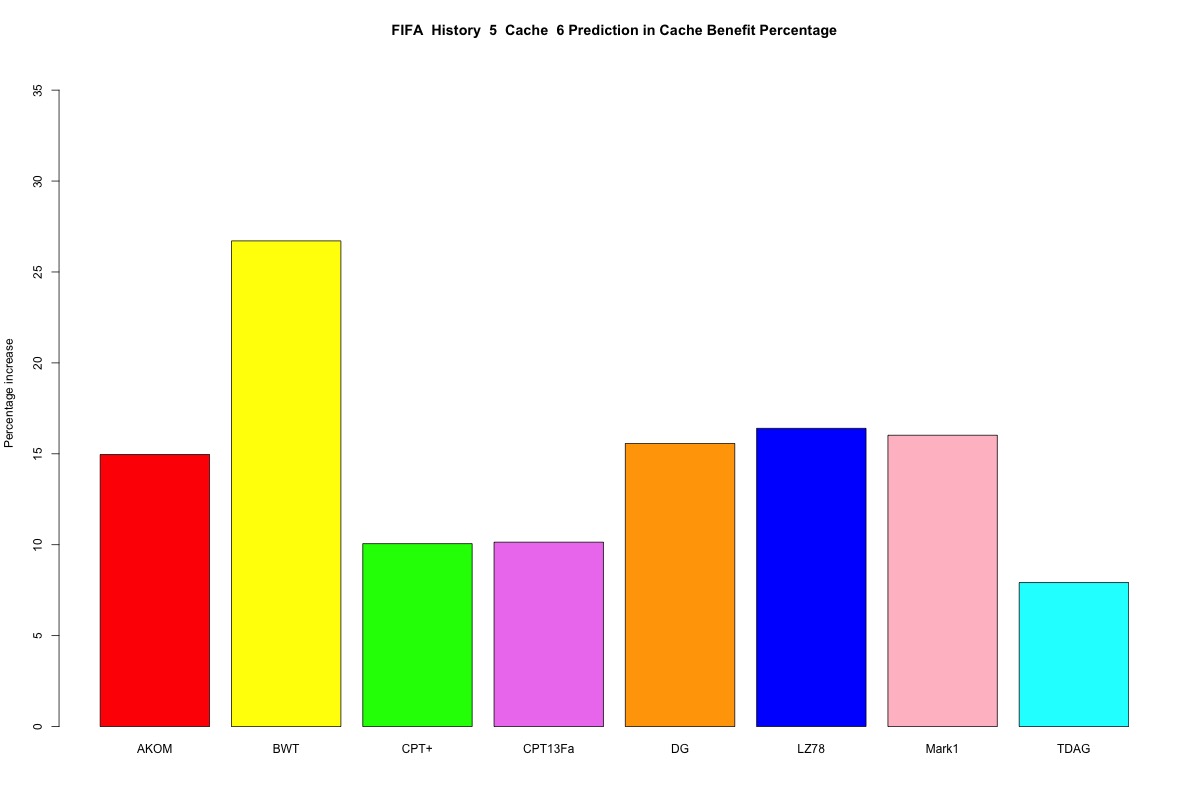 FIFA  History  5  Cache  6 Prediction in Cache Benefit Percentage
35
30
25
20
15
10
5
0
Percentage increase
AKOM BWT CPT+ CPT13Fa DG LZ78 Mark1 TDAG